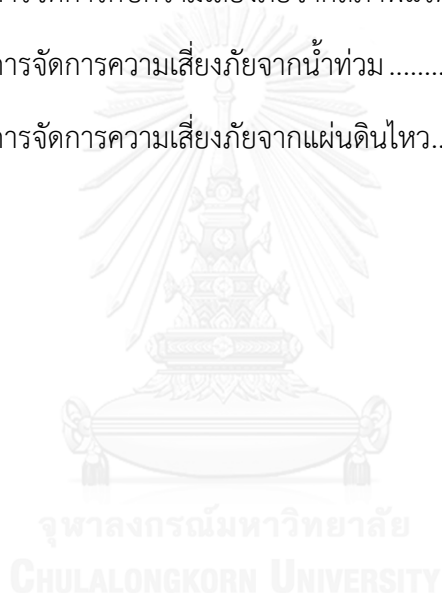 การจัดการความเสี่ยงภัยจากน้ำท่วม ........
การจัดการความเสี่ยงภัยจากแผ่นดินไหว..
จุฬาลงกรณ์มหาวิทยาลัย
CHULALONGKORN UNIVERSITY